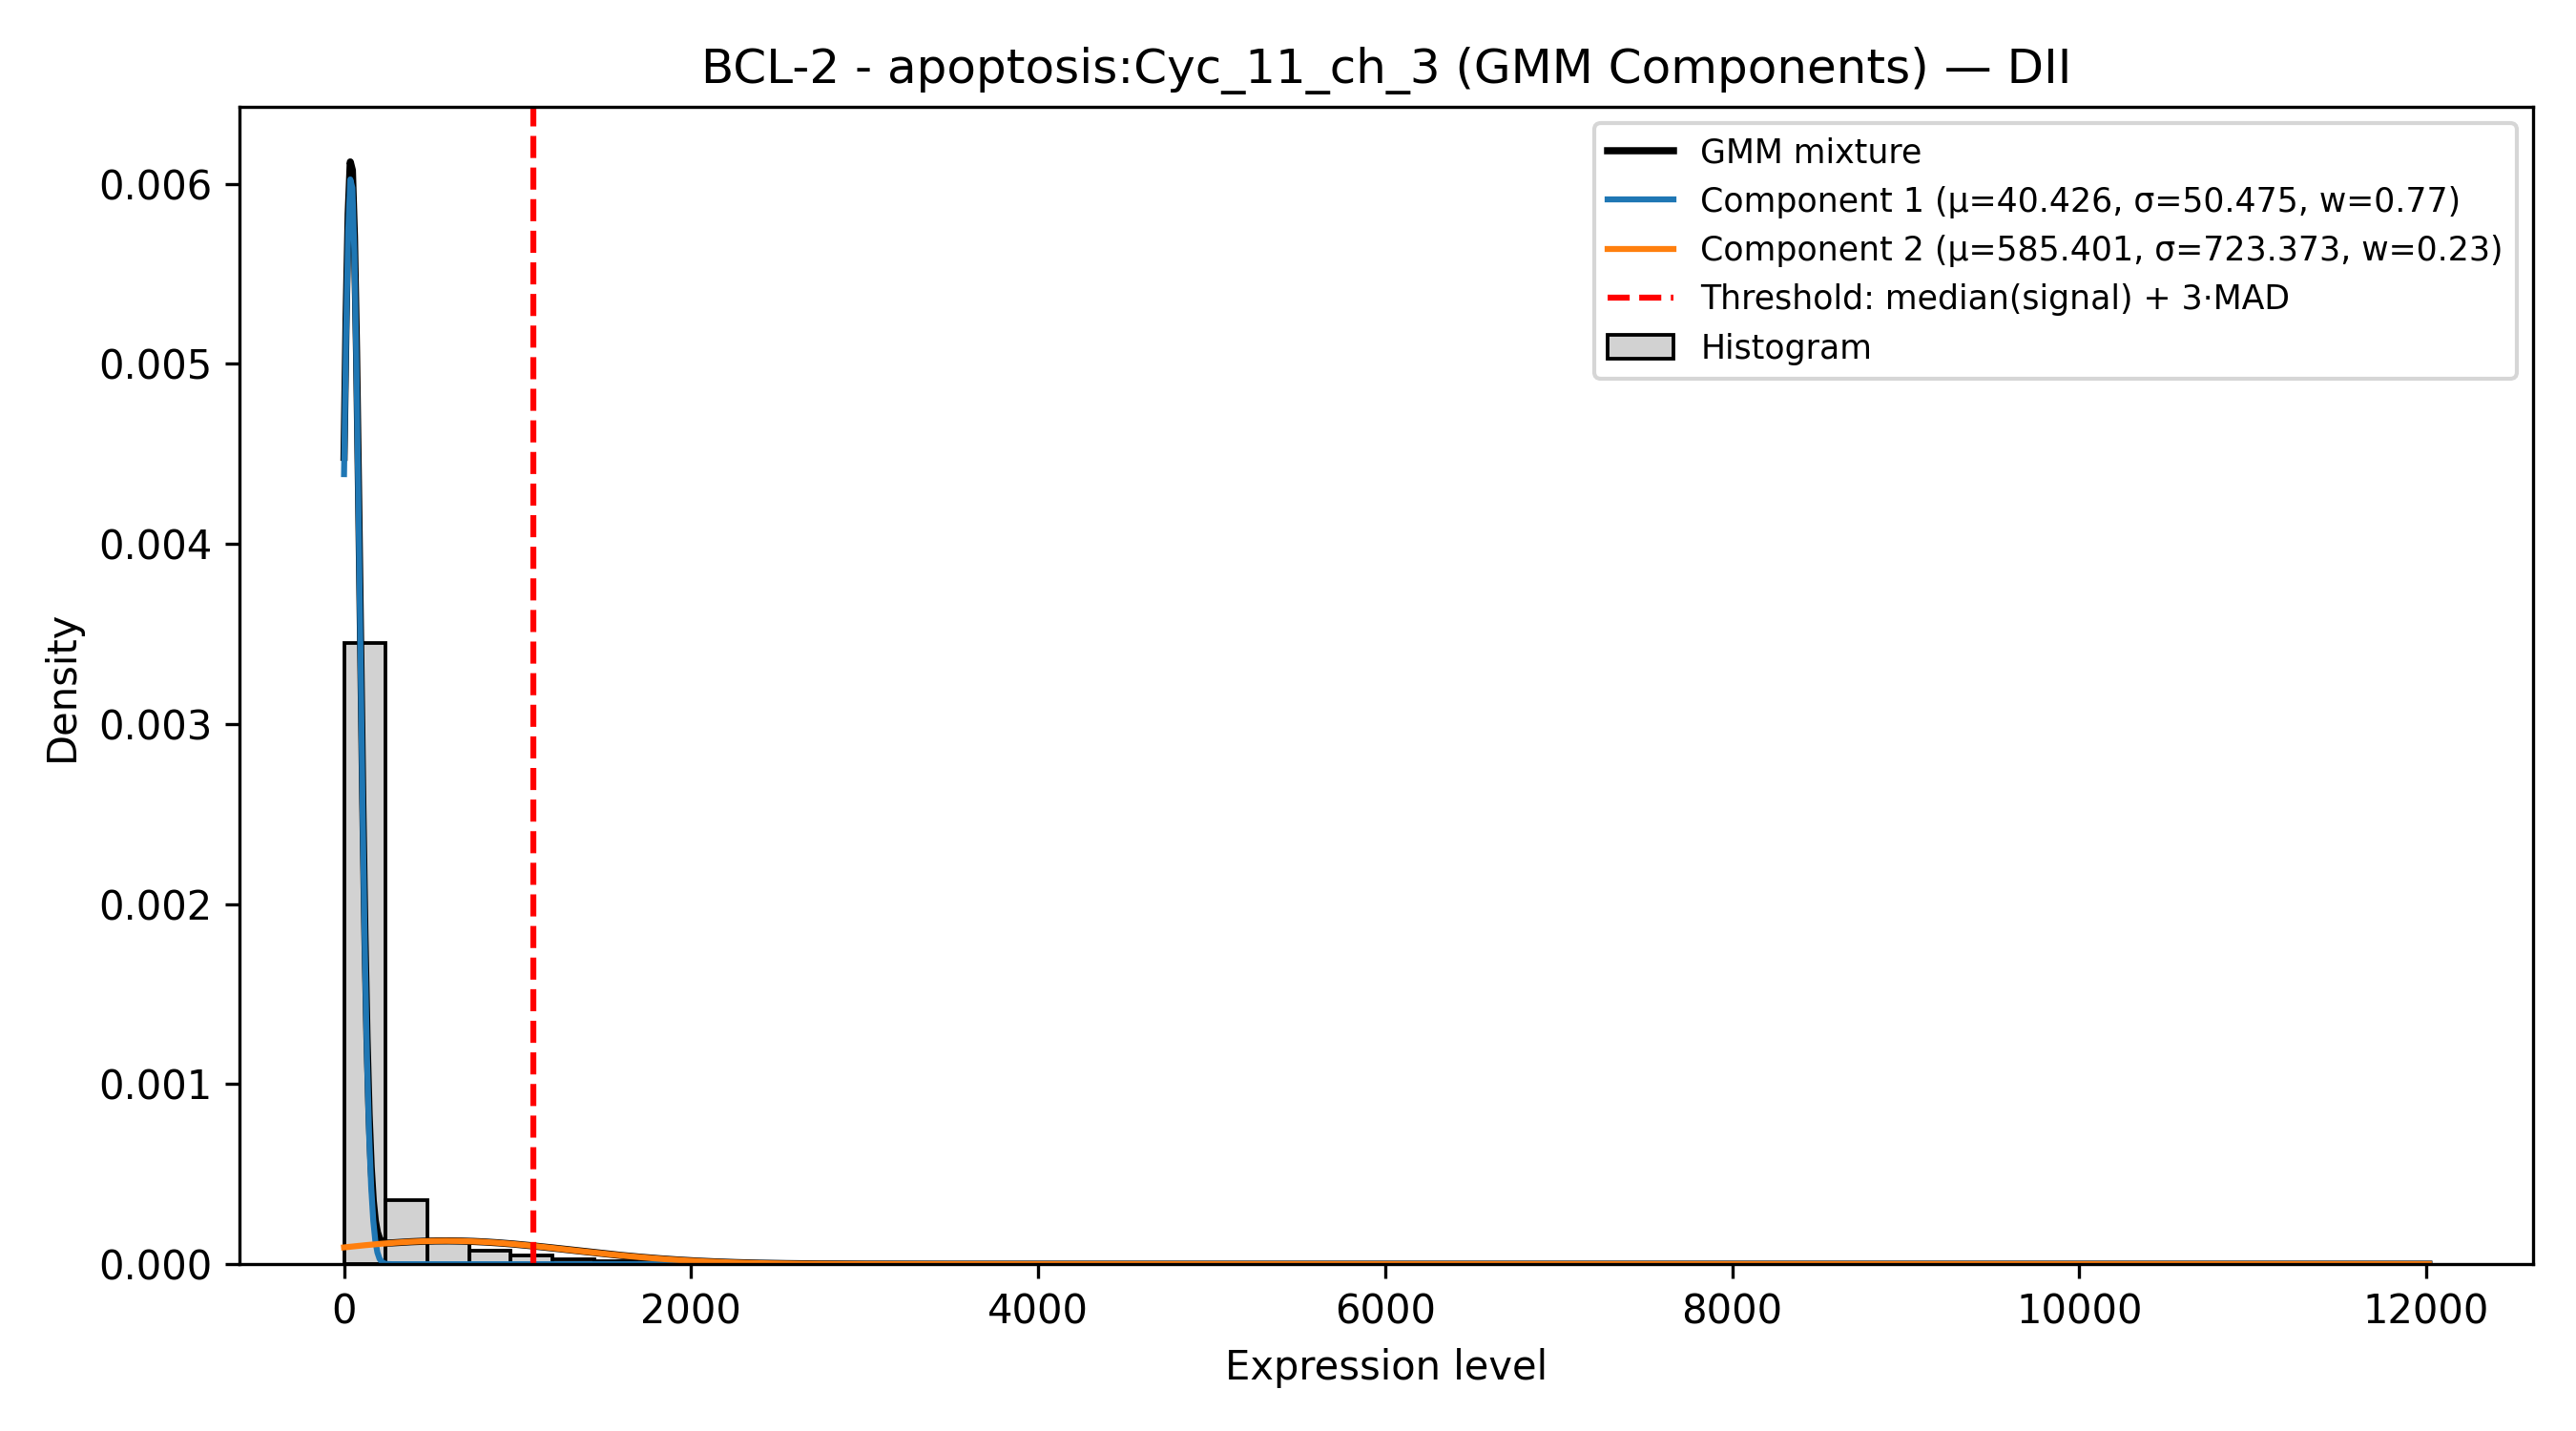 BCL-2 - apoptosis:Cyc_11_ch_3 (GMM Components) — DII
GMM mixture
Component 1 (μ=40.426, σ=50.475, w=0.77)
Component 2 (μ=585.401, σ=723.373, w=0.23)
Threshold: median(signal) + 3·MAD
Histogram
Density
0.006
0.005
0.004
0.003
0.002
0.001
0.000
0
2000
4000
6000
8000
10000
12000
Expression level